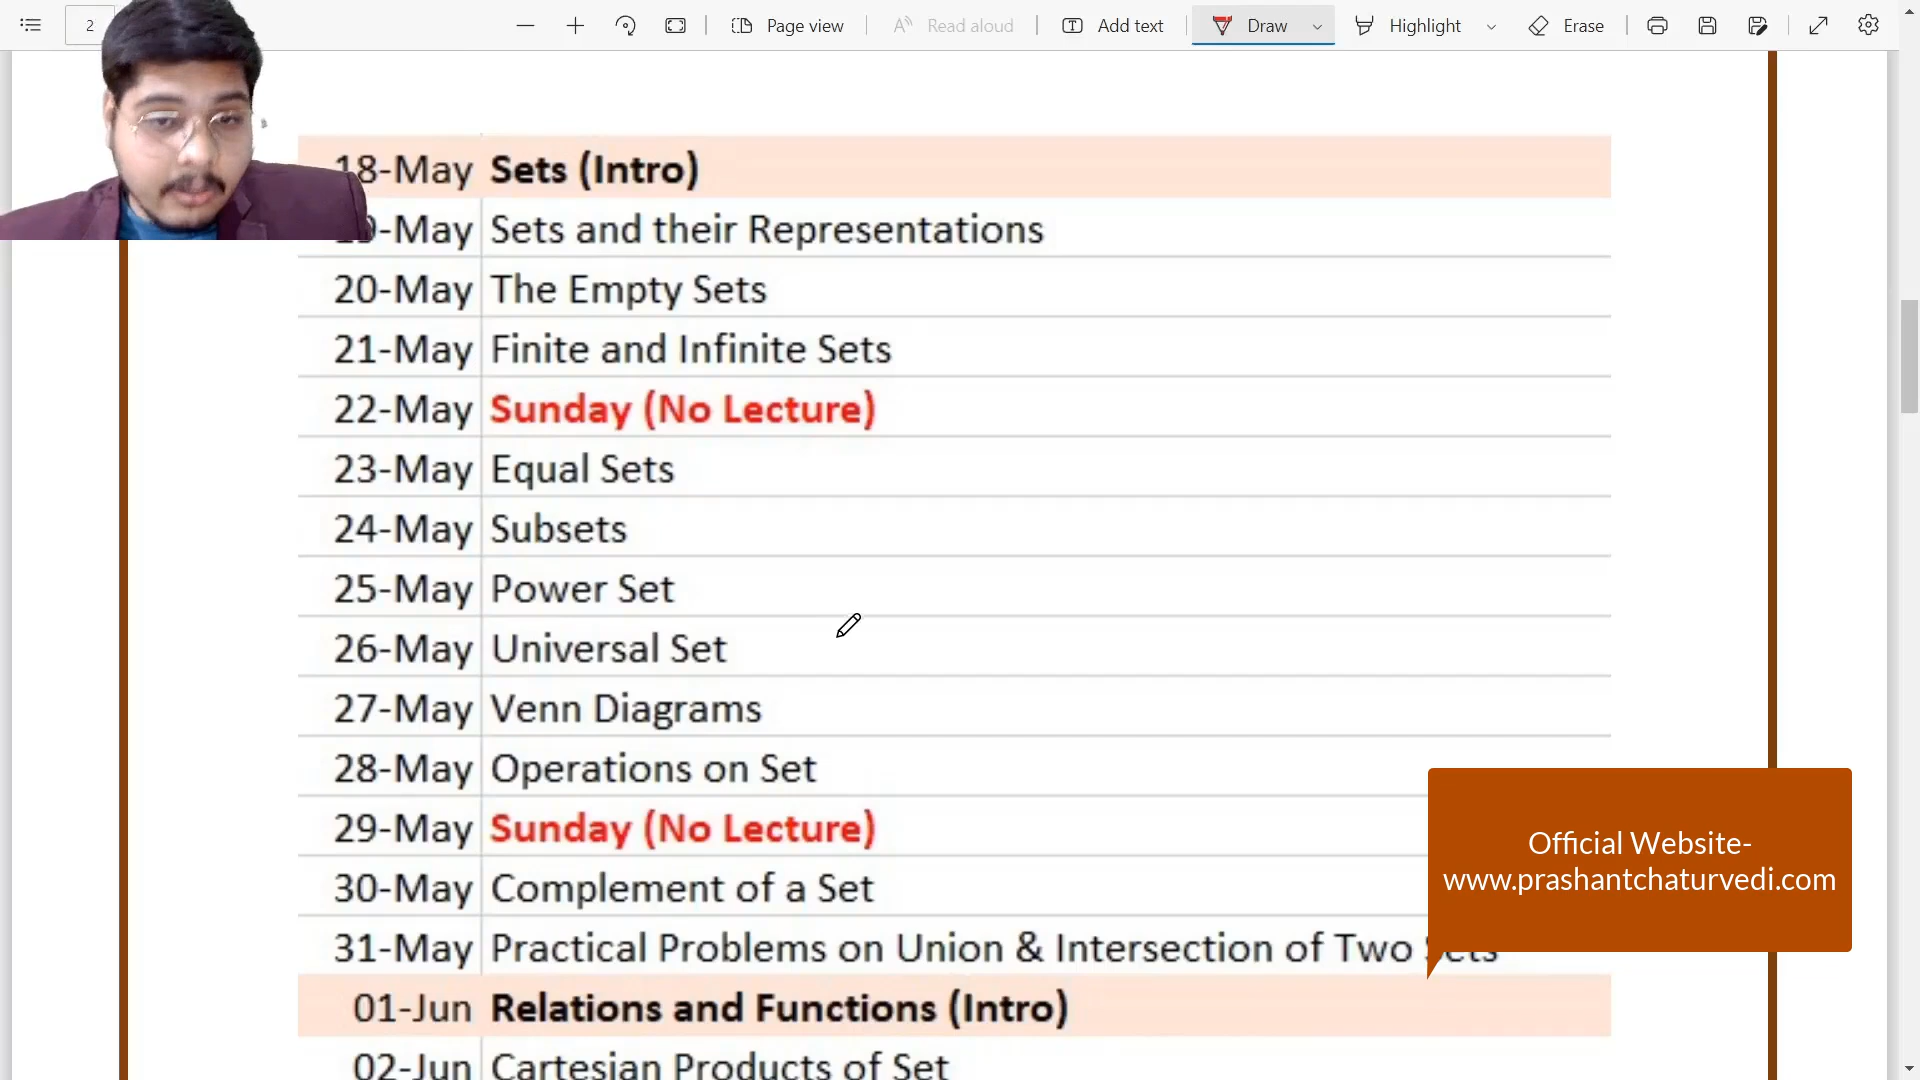 2
Page view
Read aloud
Add text
Draw
Highlight
Erase
18-May Sets (Intro)
19-May Sets and their Representations
20-May The Empty Sets
21-May Finite and Infinite Sets
22-May Sunday (No Lecture)
23-May Equal Sets
24-May Subsets
25-May Power Set
26-May Universal Set
27-May Venn Diagrams
28-May Operations on Set
29-May Sunday (No Lecture)
30-May Complement of a Set
31-May Practical Problems on Union & Intersection of Two Sets
01-Jun Relations and Functions (Intro)
02-Jun Cartesian Products of Set
Official Website-
www.prashantchaturvedi.com